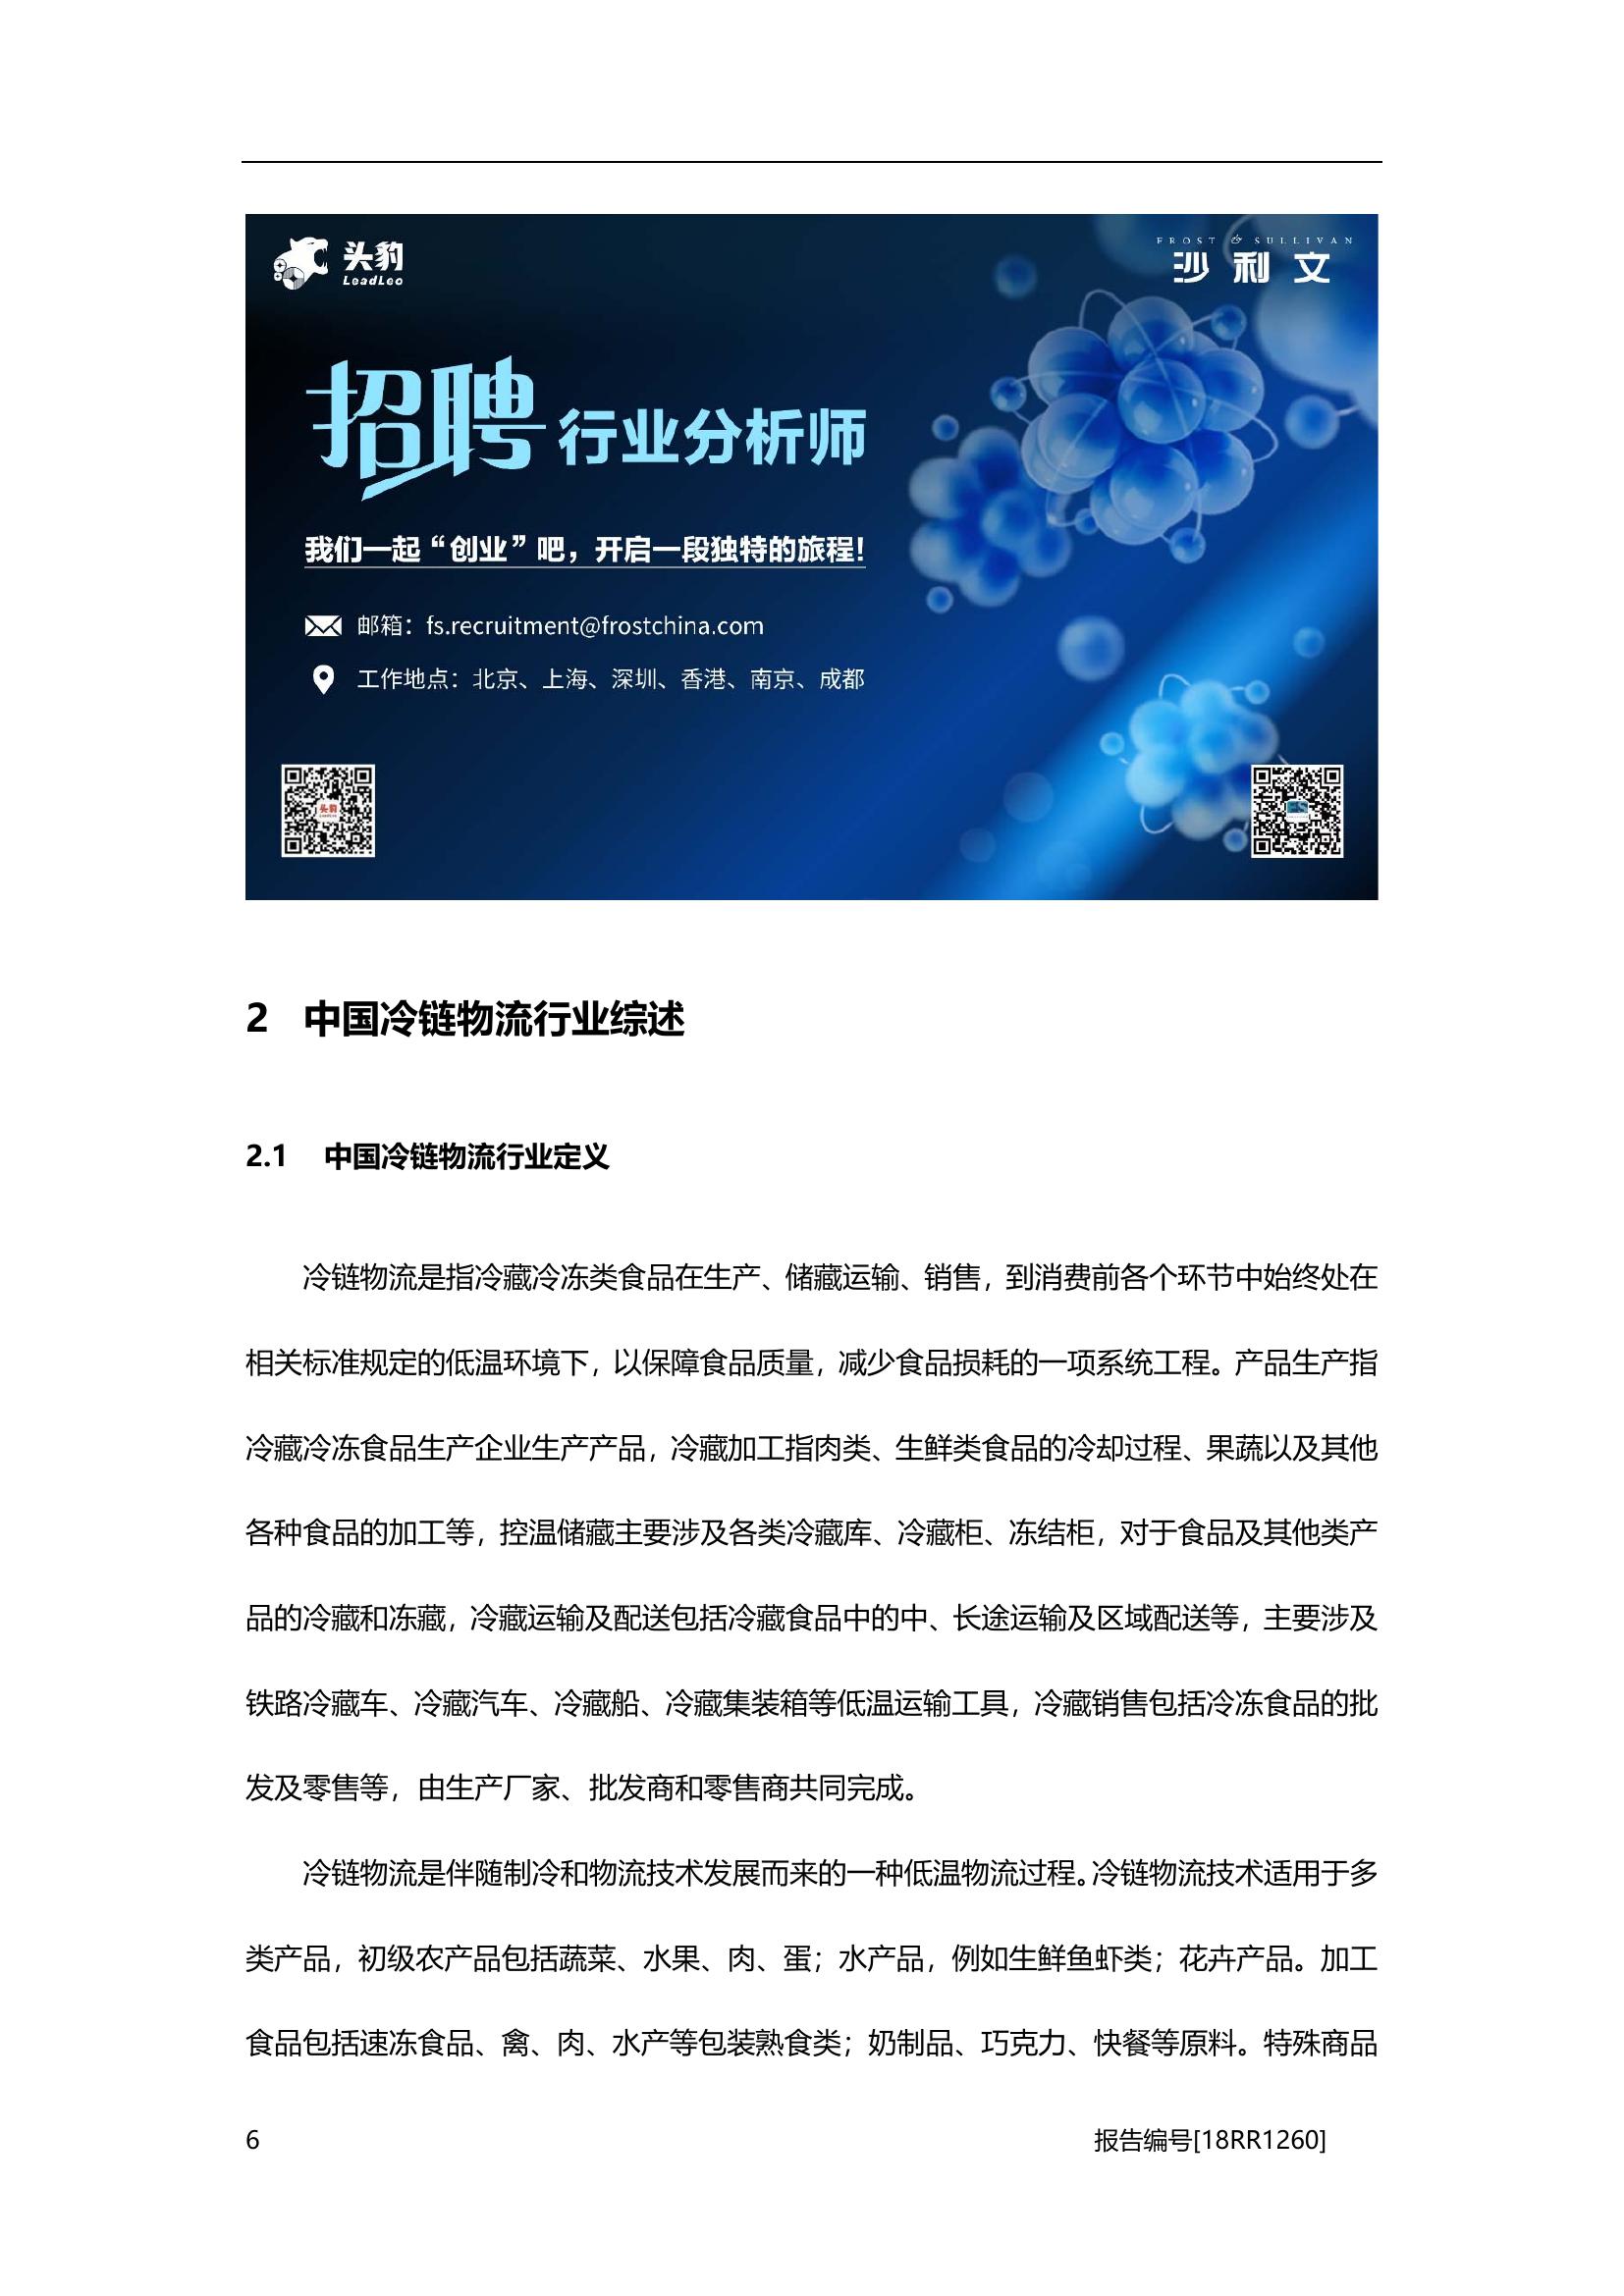 头豹
LeadLeo
FROST & SULLIVAN
沙利文
招聘行业分析师
我们一起“创业”吧，开启一段独特的旅程！
邮箱：fs.recruitment@frostchina.com
工作地点：北京、上海、深圳、香港、南京、成都
头豹
2 中国冷链物流行业综述
2.1 中国冷链物流行业定义
冷链物流是指冷藏冷冻类食品在生产、储藏运输、销售，到消费前各个环节中始终处在
相关标准规定的低温环境下，以保障食品质量，减少食品损耗的一项系统工程。产品生产指
冷藏冷冻食品生产企业生产产品，冷藏加工指肉类、生鲜类食品的冷却过程、果蔬以及其他
各种食品的加工等，控温储藏主要涉及各类冷藏库、冷藏柜、冻结柜，对于食品及其他类产
品的冷藏和冻藏，冷藏运输及配送包括冷藏食品中的中、长途运输及区域配送等，主要涉及
铁路冷藏车、冷藏汽车、冷藏船、冷藏集装箱等低温运输工具，冷藏销售包括冷冻食品的批
发及零售等，由生产厂家、批发商和零售商共同完成。
冷链物流是伴随制冷和物流技术发展而来的一种低温物流过程。冷链物流技术适用于多
类产品，初级农产品包括蔬菜、水果、肉、蛋；水产品，例如生鲜鱼虾类；花卉产品。加工
食品包括速冻食品、禽、肉、水产等包装熟食类；奶制品、巧克力、快餐等原料。特殊商品
6 报告编号[18RR1260]